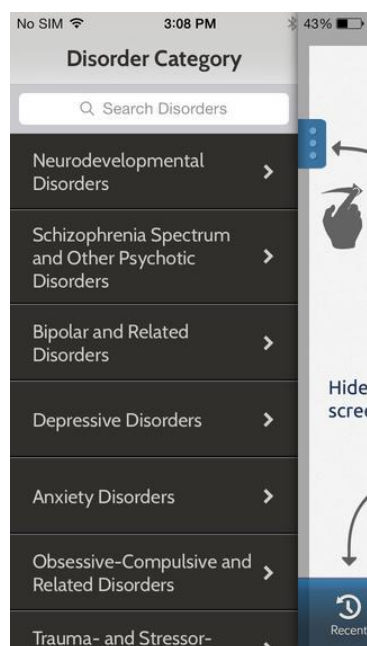 No SIM 3:08 PM 43%
Disorder Category
Search Disorders
Neurodevelopmental
Disorders
Schizophrenia Spectrum
and Other Psychotic
Disorders
Bipolar and Related
Disorders
Depressive Disorders
Anxiety Disorders
Obsessive-Compulsive and
Related Disorders
Trauma- and Stressor-
Hide
Recent